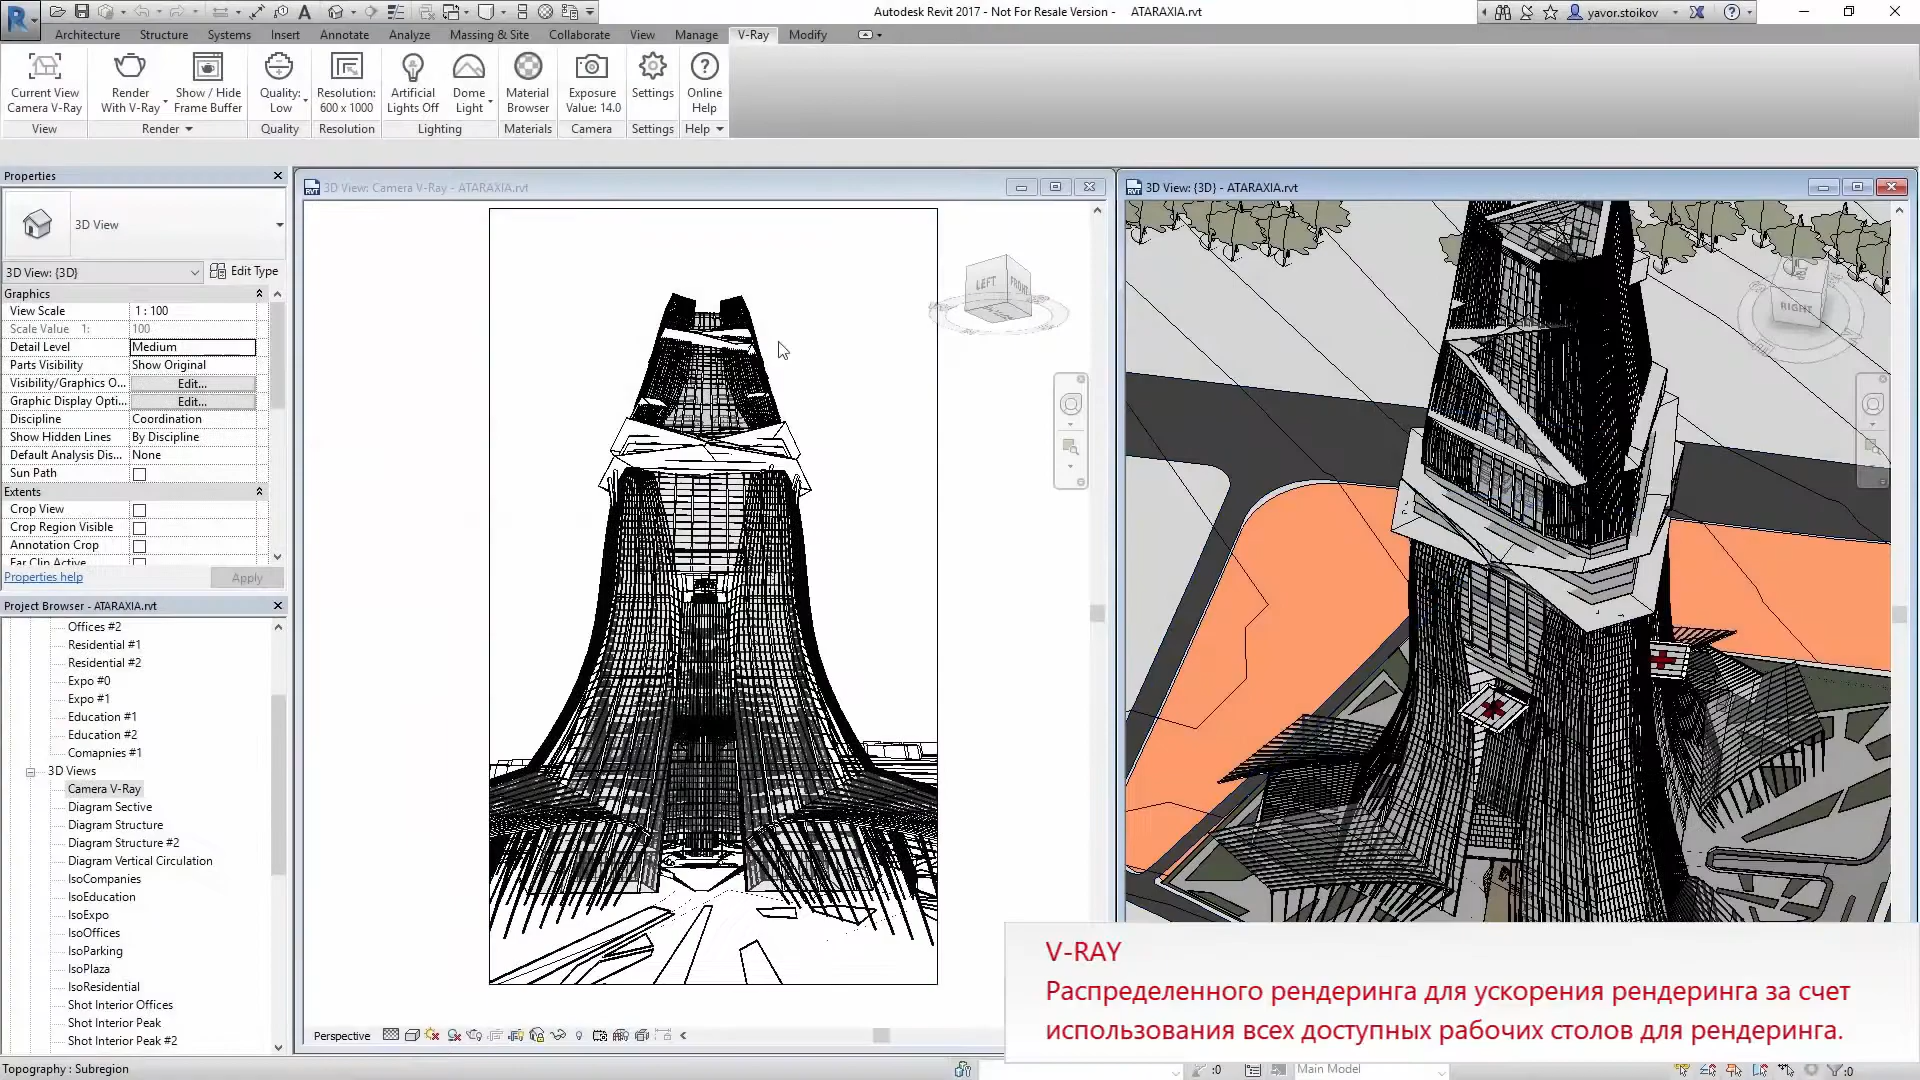 Autodesk Revit 2017 - Not For Resale Version - ATARAXIA.rvt
yavor.stoikov
Architecture Structure Systems Insert Annotate Analyze Massing & Site Collaborate View Manage V-Ray Modify
Current View
Camera V-Ray
Render
With V-Ray
Show / Hide
Frame Buffer
Quality:
Low
Resolution:
600 x 1000
Artificial
Lights Off
Dome
Light
Material
Browser
Exposure
Value: 14.0
Settings
Online
Help
View Render Quality Resolution Lighting Materials Camera Settings Help
Properties
3D View
3D View: {3D}
Edit Type
Graphics
View Scale 1 : 100
Scale Value 1: 100
Detail Level Medium
Parts Visibility Show Original
Visibility/Graphics O... Edit...
Graphic Display Opti... Edit...
Discipline Coordination
Show Hidden Lines By Discipline
Default Analysis Dis... None
Sun Path
Extents
Crop View
Crop Region Visible
Annotation Crop
Far Clip Active
Properties help
Apply
Project Browser - ATARAXIA.rvt
Offices #2
Residential #1
Residential #2
Expo #0
Expo #1
Education #1
Education #2
Comapnies #1
3D Views
Camera V-Ray
Diagram Sective
Diagram Structure
Diagram Structure #2
Diagram Vertical Circulation
IsoCompanies
IsoEducation
IsoExpo
IsoOffices
IsoParking
IsoPlaza
IsoResidential
Shot Interior Offices
Shot Interior Peak
Shot Interior Peak #2
3D View: Camera V-Ray - ATARAXIA.rvt
LEFT
FRONT
Perspective
3D View: {3D} - ATARAXIA.rvt
RIGHT
V-RAY
Распределенного рендеринга для ускорения рендеринга за счет
использования всех доступных рабочих столов для рендеринга.
Topography : Subregion
:0
Main Model
:0